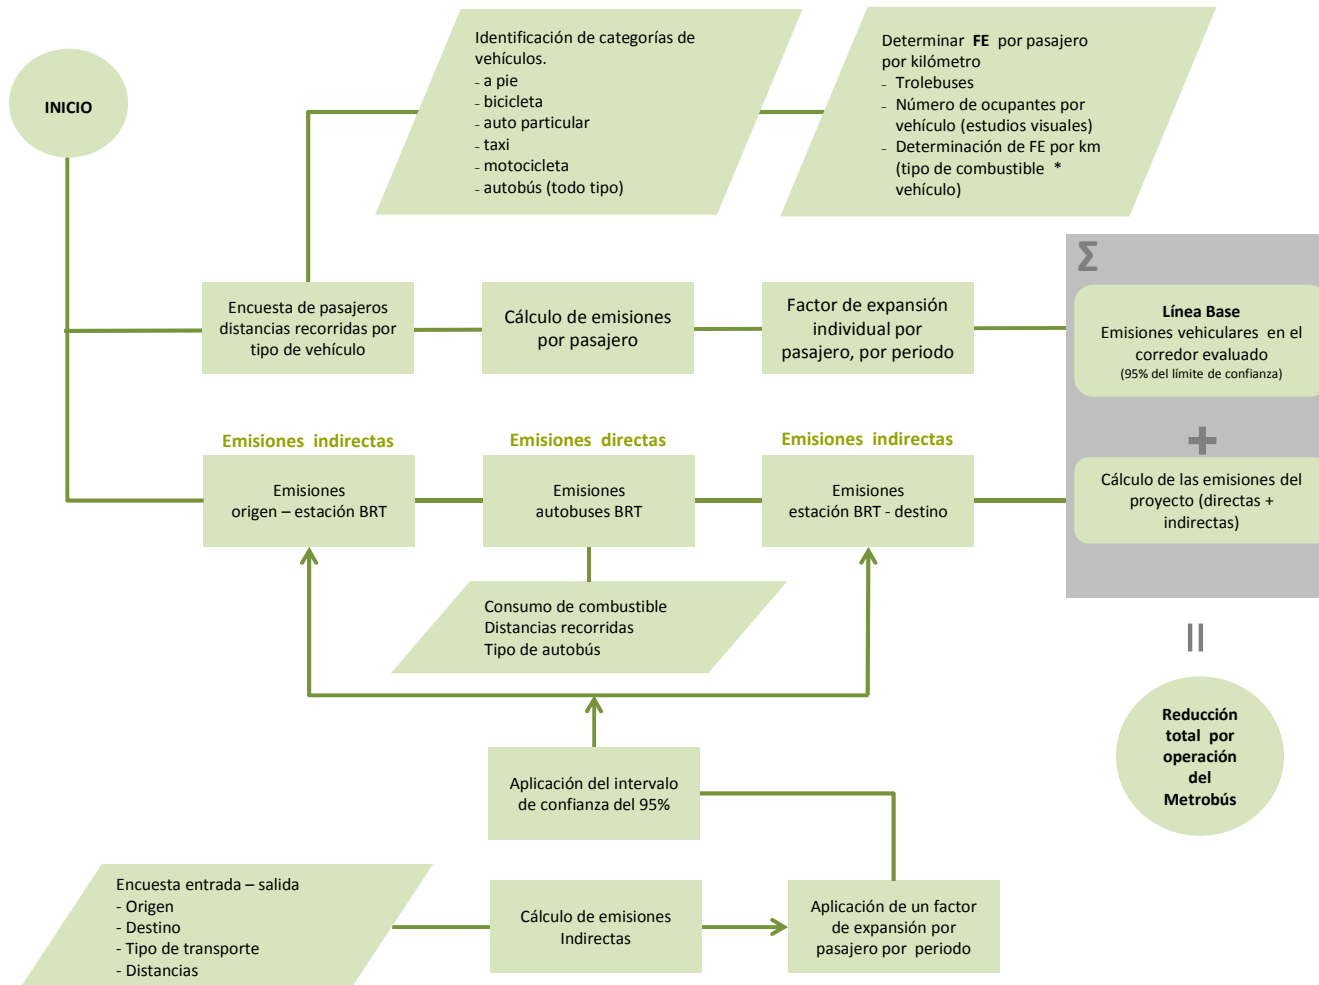 INICIO
Identificación de categorías de
vehículos.
- a pie
- bicicleta
- auto particular
- taxi
- motocicleta
- autobús (todo tipo)
Determinar FE por pasajero
por kilómetro
- Trolebuses
- Número de ocupantes por
vehículo (estudios visuales)
- Determinación de FE por km
(tipo de combustible *
vehículo)
Encuesta de pasajeros
distancias recorridas por
tipo de vehículo
Cálculo de emisiones
por pasajero
Factor de expansión
individual por
pasajero, por periodo
Σ
Línea Base
Emisiones vehiculares en el
corredor evaluado
(95% del límite de confianza)
+
Cálculo de las emisiones del
proyecto (directas +
indirectas)
=
Reducción
total por
operación
del
Metrobús
Emisiones indirectas
Emisiones
origen – estación BRT
Emisiones directas
Emisiones
autobuses BRT
Emisiones indirectas
Emisiones
estación BRT - destino
Consumo de combustible
Distancias recorridas
Tipo de autobús
Aplicación del intervalo
de confianza del 95%
Encuesta entrada – salida
- Origen
- Destino
- Tipo de transporte
- Distancias
Cálculo de emisiones
Indirectas
Aplicación de un factor
de expansión por
pasajero por periodo